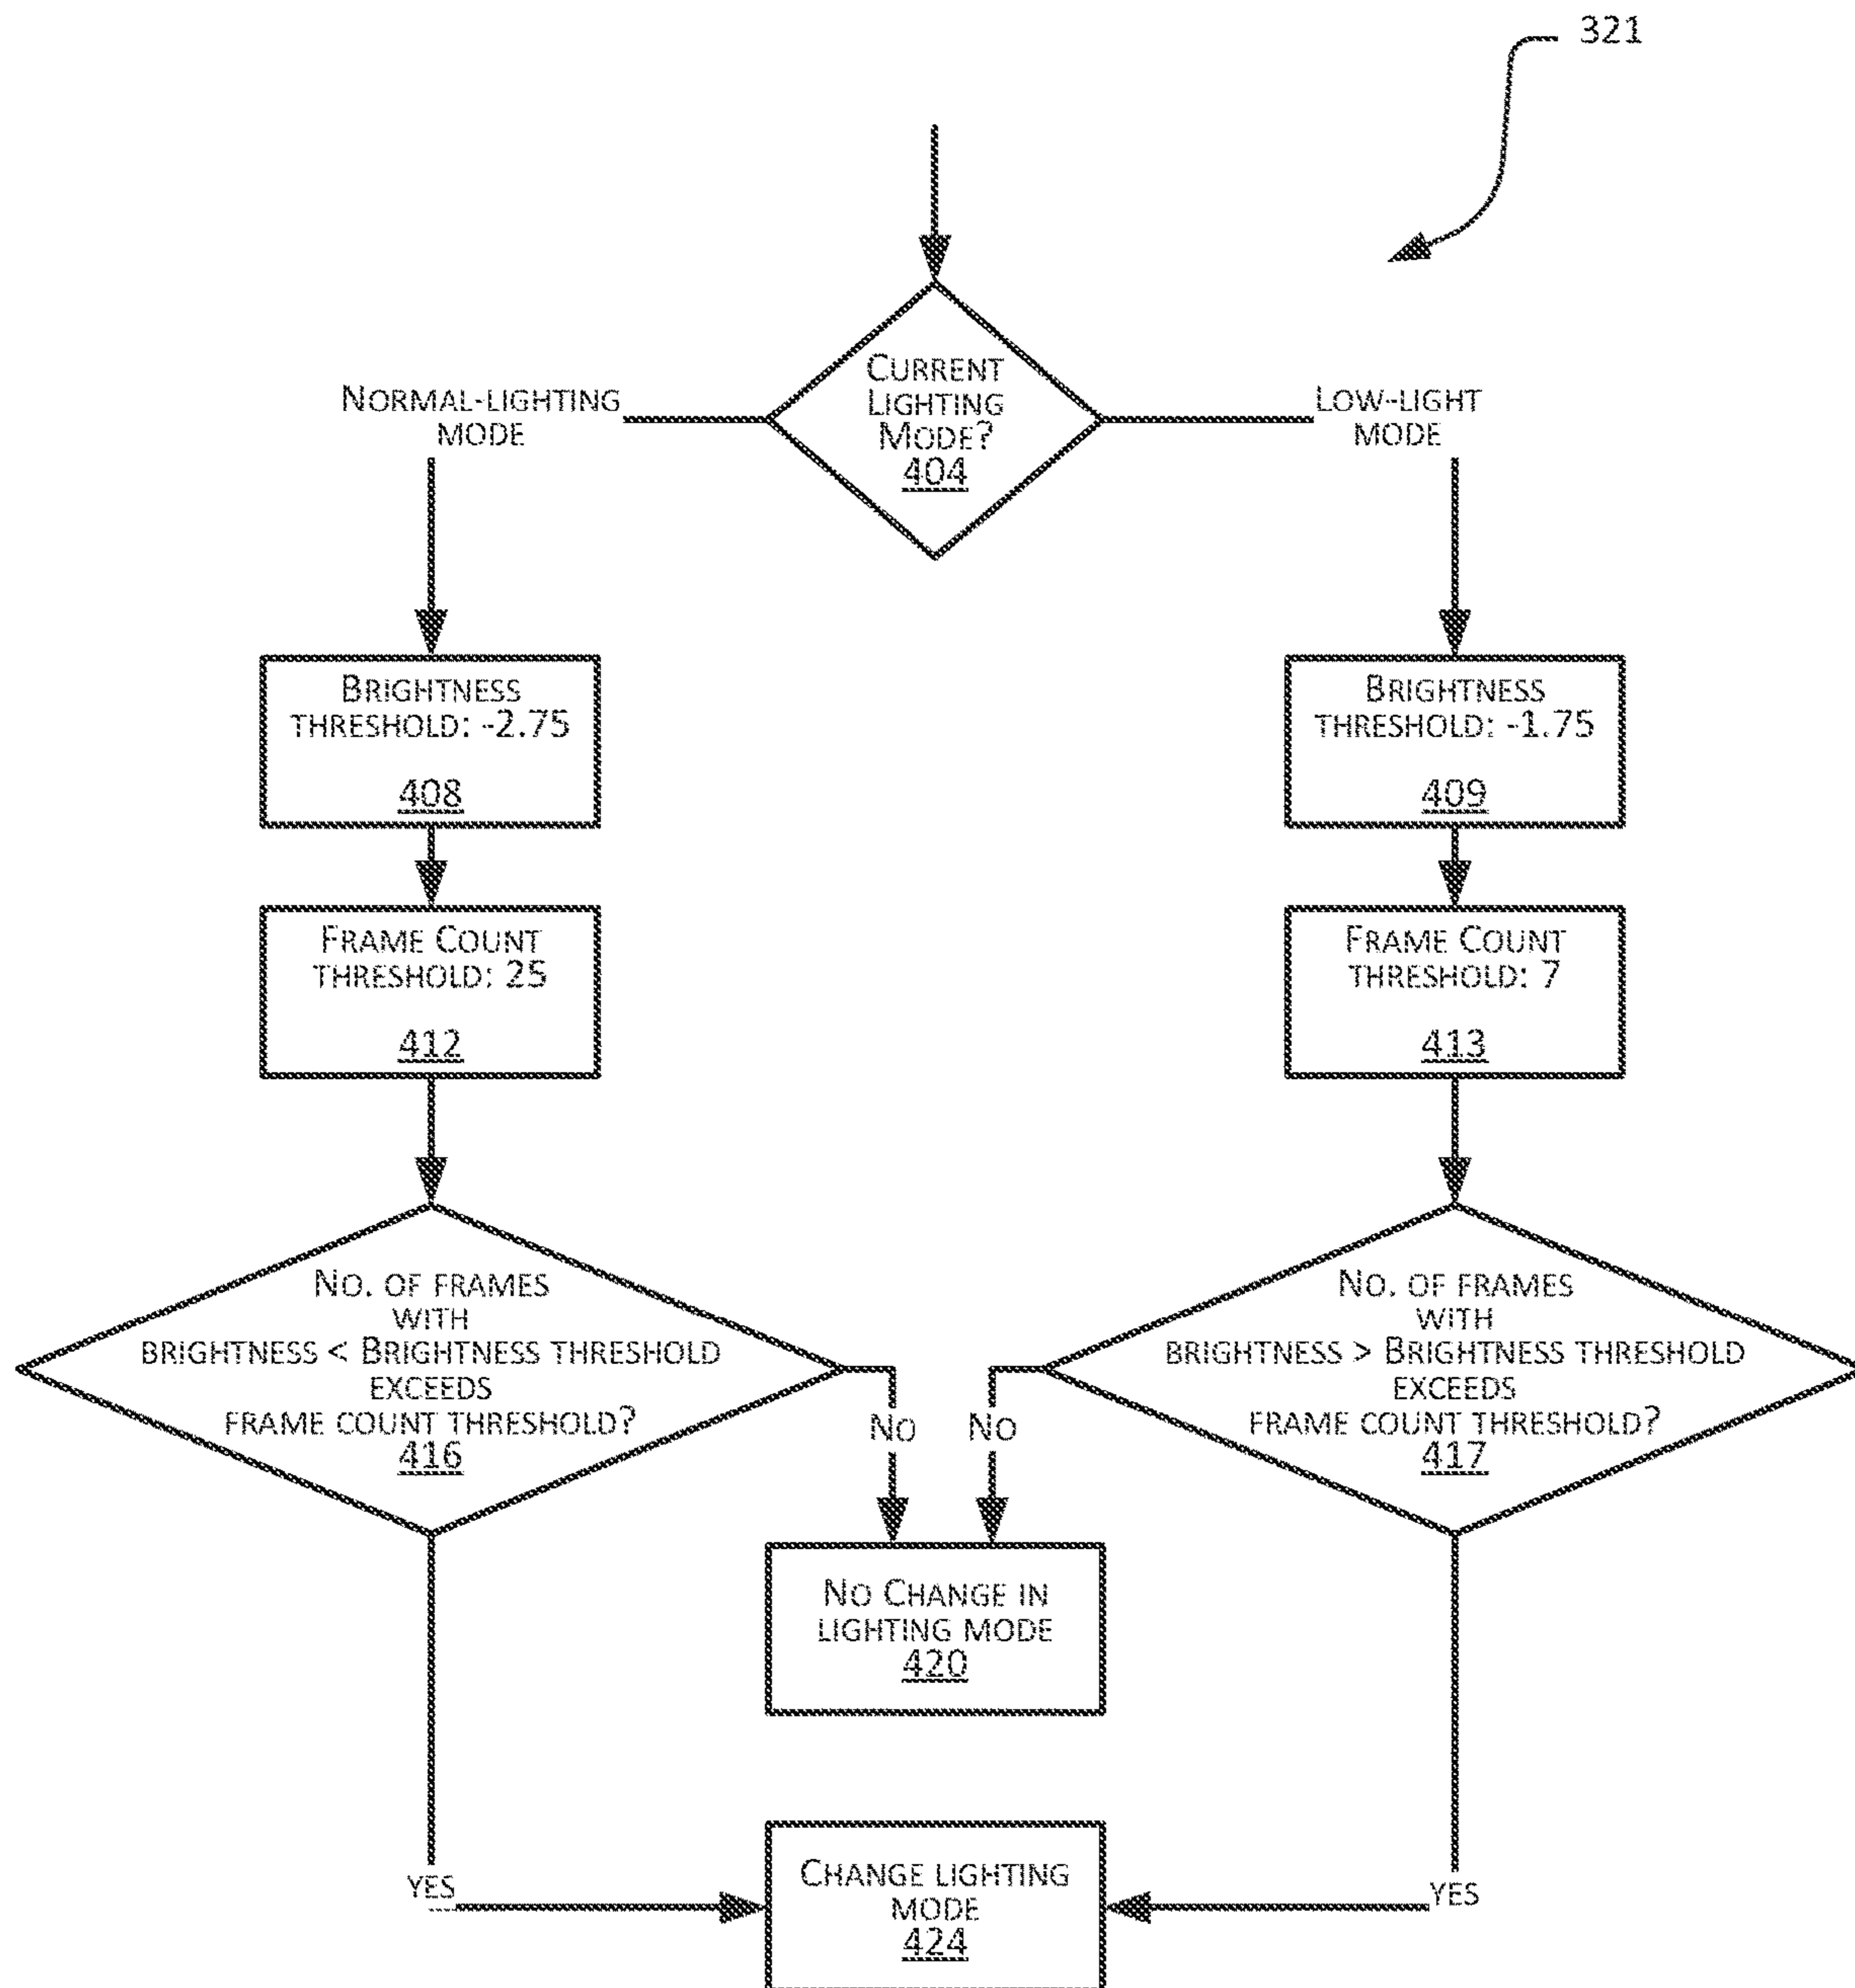 321
CURRENT
LIGHTING
MODE?
404
NORMAL-LIGHTING
MODE
LOW-LIGHT
MODE
BRIGHTNESS
THRESHOLD: -2.75
408
BRIGHTNESS
THRESHOLD: -1.75
409
FRAME COUNT
THRESHOLD: 25
412
FRAME COUNT
THRESHOLD: 7
413
NO. OF FRAMES
WITH
BRIGHTNESS < BRIGHTNESS THRESHOLD
EXCEEDS
FRAME COUNT THRESHOLD?
416
NO. OF FRAMES
WITH
BRIGHTNESS > BRIGHTNESS THRESHOLD
EXCEEDS
FRAME COUNT THRESHOLD?
417
NO
NO
NO CHANGE IN
LIGHTING MODE
420
YES
CHANGE LIGHTING
MODE
424
YES